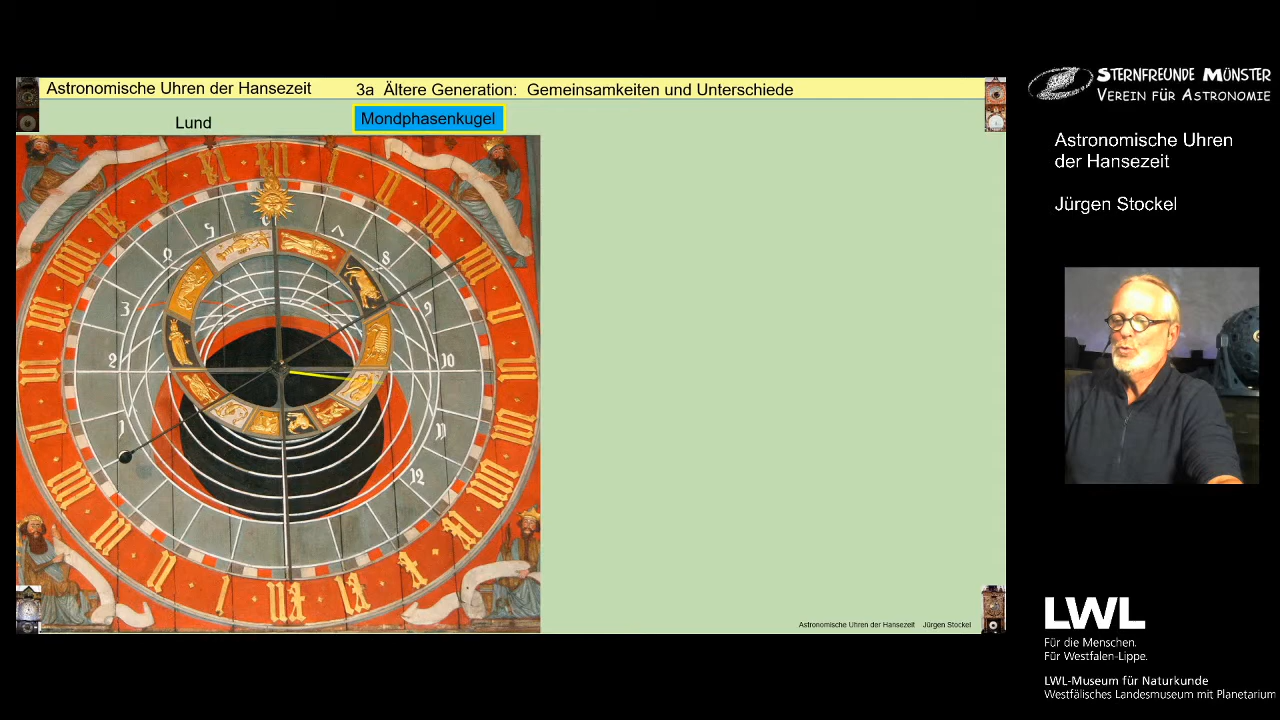 Astronomische Uhren der Hansezeit
3a Ältere Generation: Gemeinsamkeiten und Unterschiede
Lund
Mondphasenkugel
Astronomische Uhren der Hansezeit Jürgen Stockel
STERNFREUNDE MÜNSTER
VEREIN FÜR ASTRONOMIE
Astronomische Uhren
der Hansezeit
Jürgen Stockel
LWL
Für die Menschen.
Für Westfalen-Lippe.
LWL-Museum für Naturkunde
Westfälisches Landesmuseum mit Planetarium